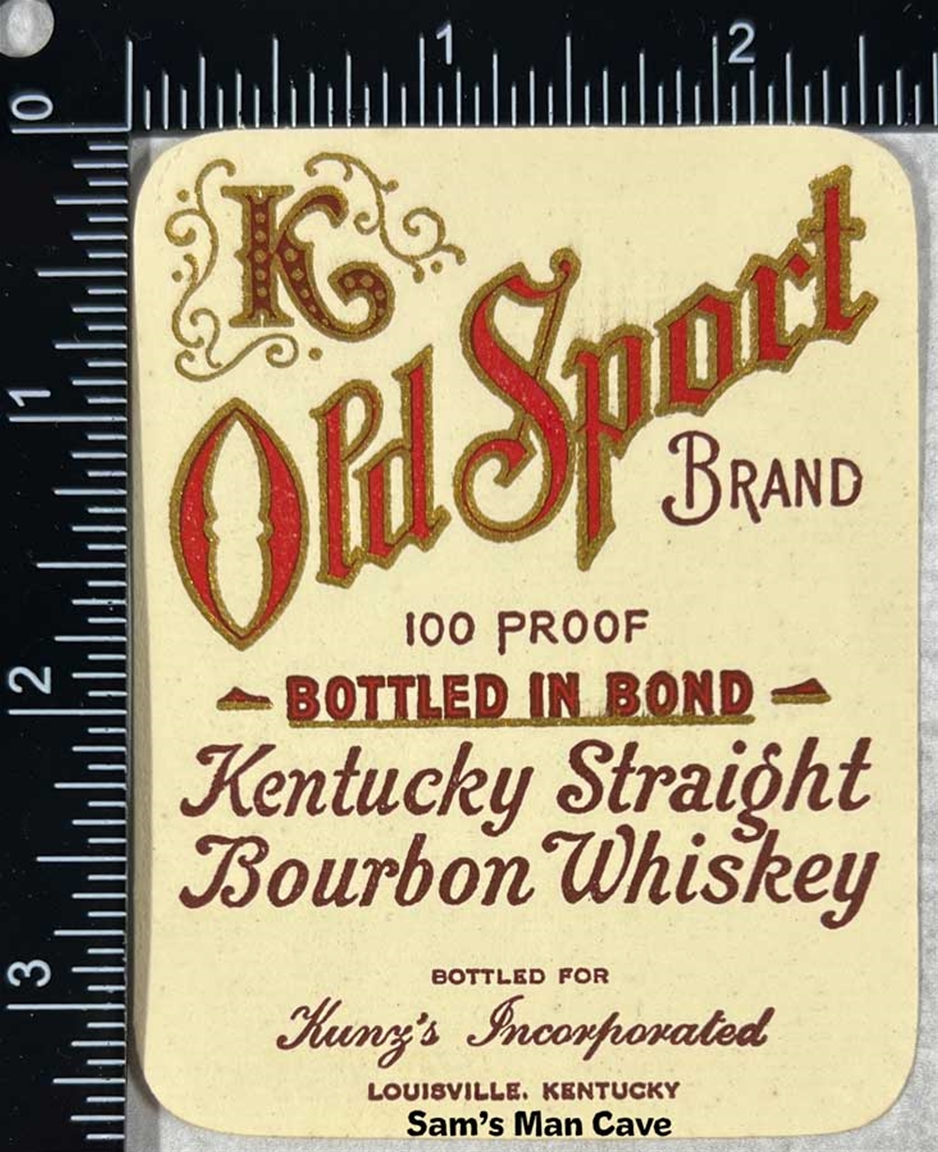 1 2
0
1
2
3
K
Old Sport
BRAND
100 PROOF
BOTTLED IN BOND
Kentucky Straight
Bourbon Whiskey
BOTTLED FOR
Kunz's Incorporated
LOUISVILLE, KENTUCKY
Sam's Man Cave